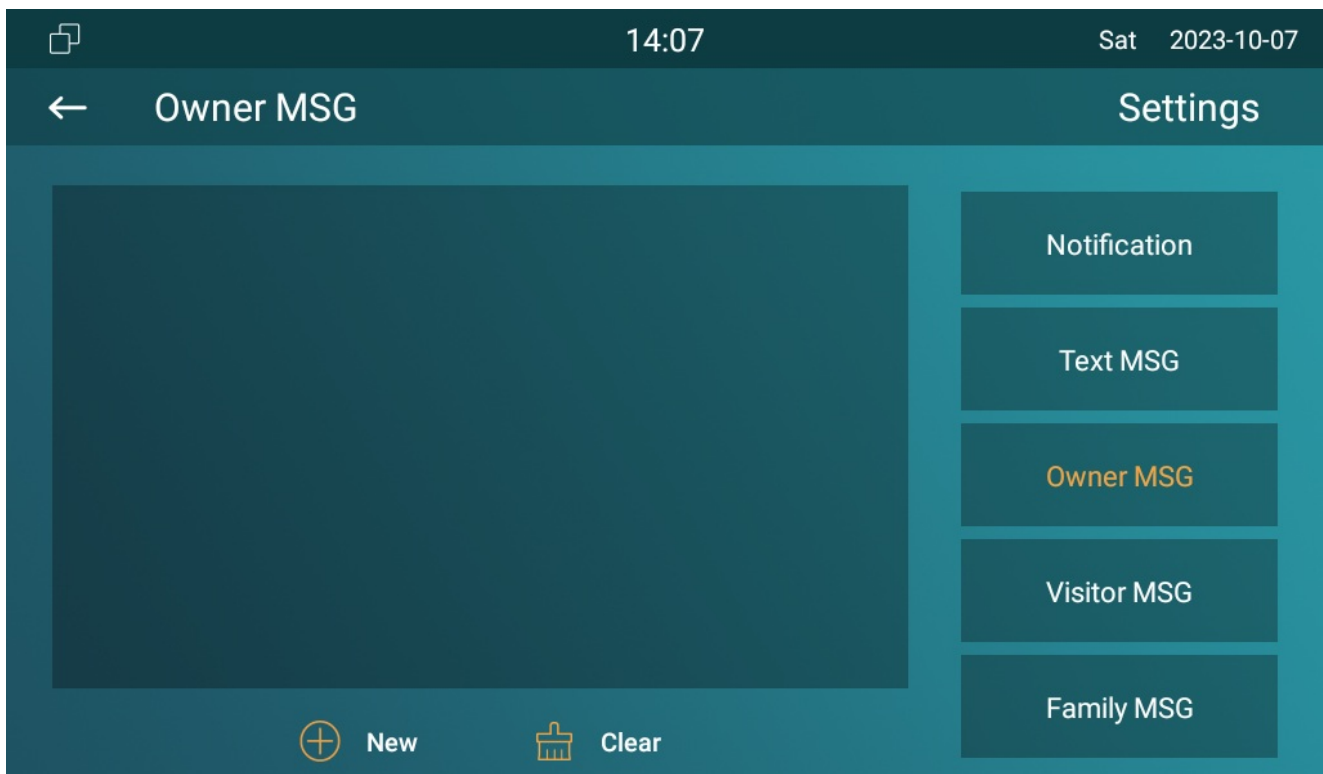 14:07 Sat 2023-10-07
Owner MSG Settings
Notification
Text MSG
Owner MSG
Visitor MSG
Family MSG
New Clear